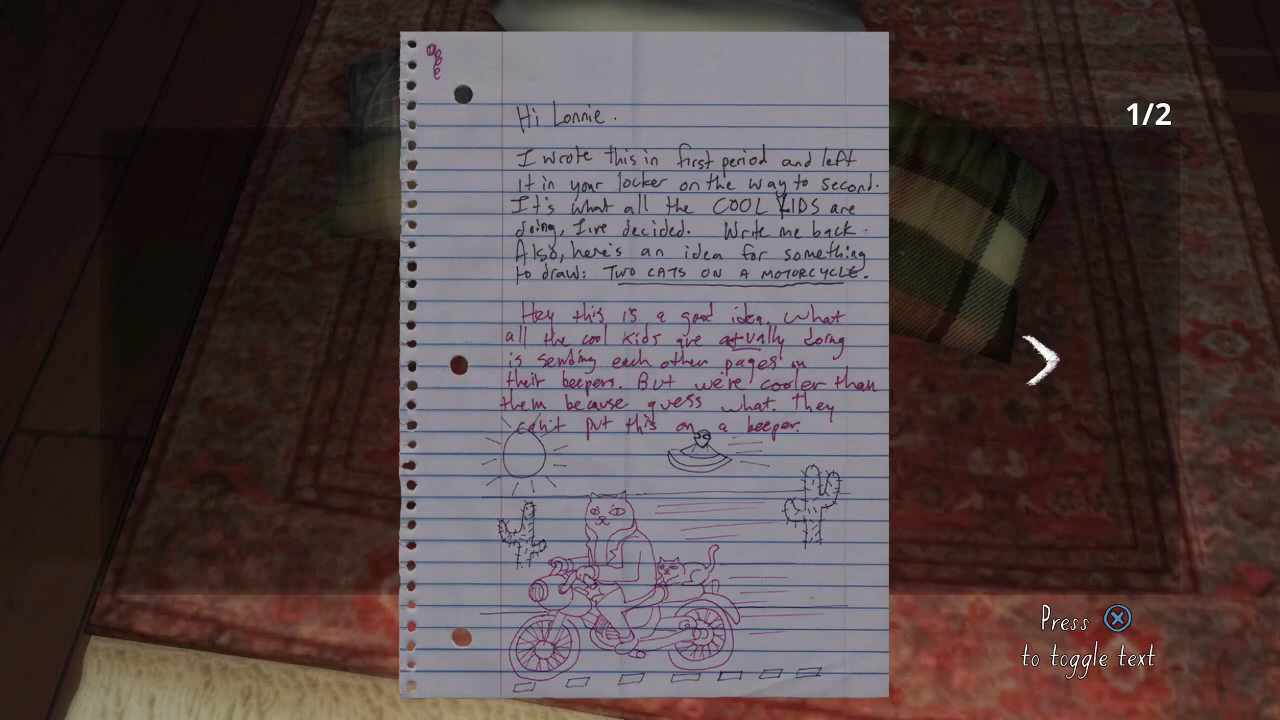 1/2
Hi Lonnie.
I wrote this in first period and left
it in your locker on the way to second.
It's what all the COOL KIDS are
doing, I've decided. Write me back.
Also, here's an idea for something
to draw: TWO CATS ON A MOTORCYCLE.
Hey this is a good idea. What
all the cool kids are actually doing
is sending each other pages on
their beepers. But we're cooler than
them because guess what. They
can't put this on a beeper.
Press
to toggle text